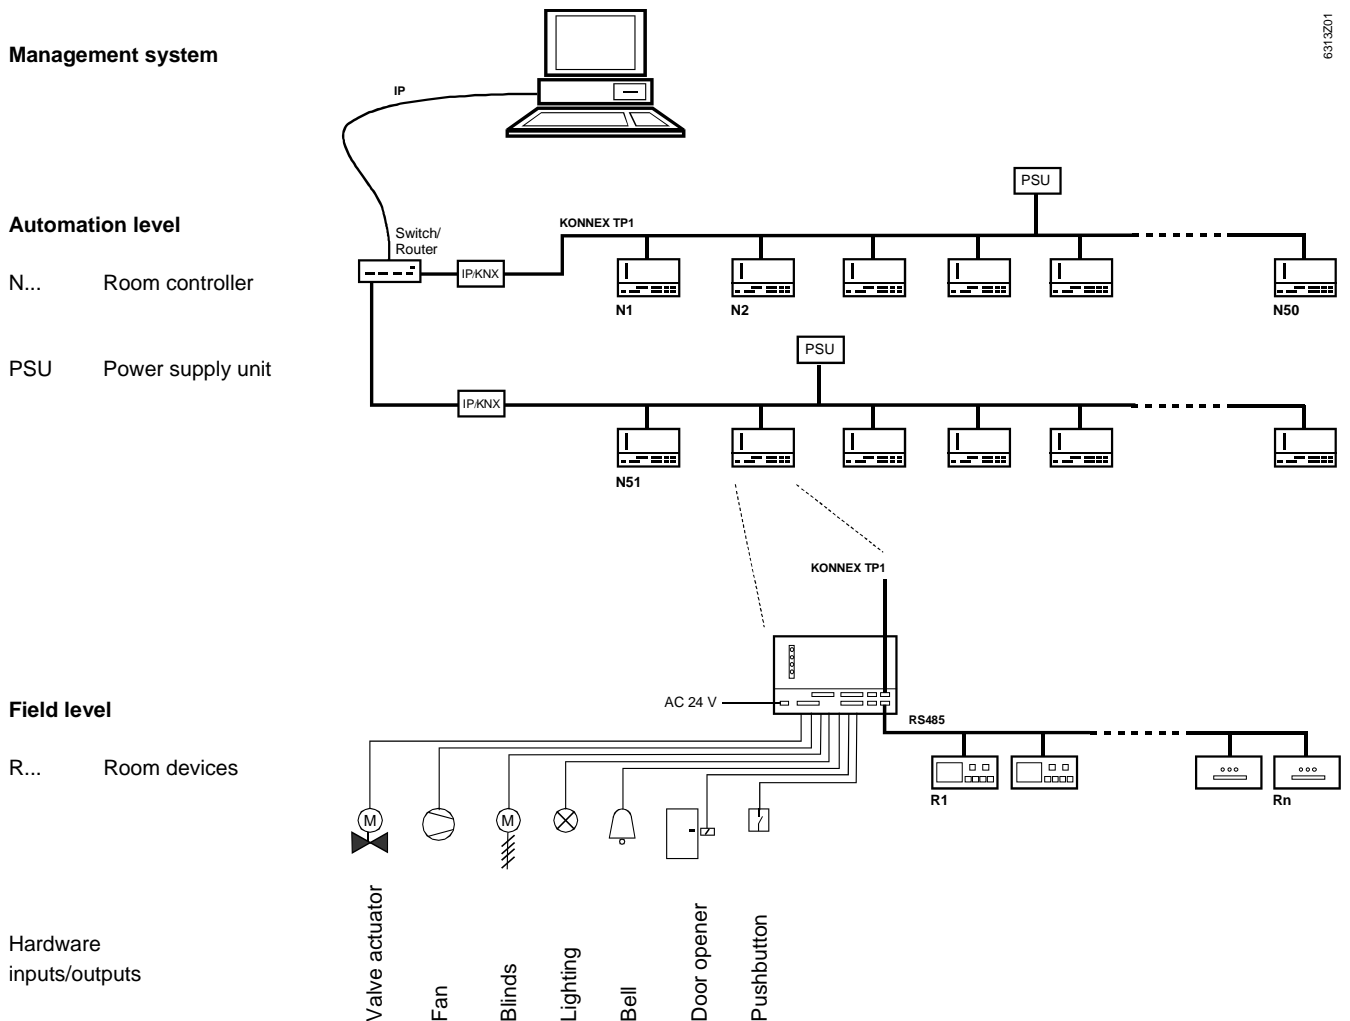 6313Z01
Management system
IP
PSU
Automation level
KONNEX TP1
Switch/
Router
N... Room controller
IP/KNX
N1 N2 N50
PSU
PSU Power supply unit
IP/KNX
N51
KONNEX TP1
AC 24 V
Field level
RS485
R... Room devices
R1 Rn
M M
Hardware
inputs/outputs
Valve actuator
Fan
Blinds
Lighting
Bell
Door opener
Pushbutton